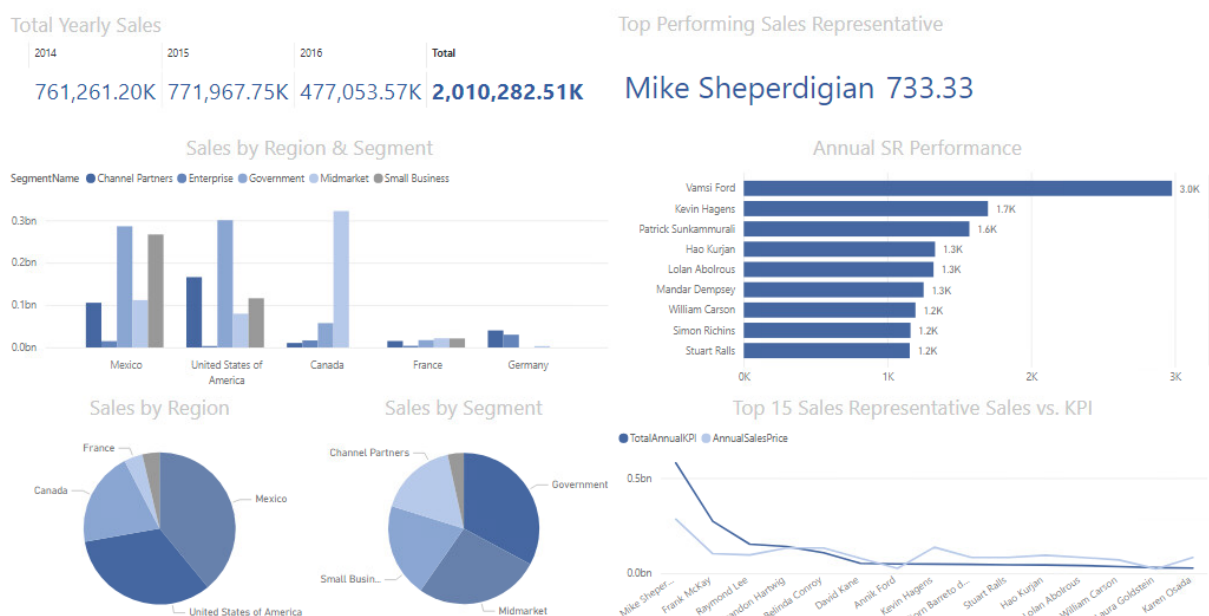 Total Yearly Sales
2014 2015 2016 Total
761,261.20K 771,967.75K 477,053.57K 2,010,282.51K
Top Performing Sales Representative
Mike Sheperdigian 733.33
Sales by Region & Segment
SegmentName Channel Partners Enterprise Government Midmarket Small Business
0.3bn
0.2bn
0.1bn
0.0bn
Mexico United States of Canada France Germany
America
Annual SR Performance
Vamsi Ford 3.0K
Kevin Hagens 1.7K
Patrick Sunkammurali 1.6K
Hao Kurjan 1.3K
Lolan Abolrous 1.3K
Mandar Dempsey 1.3K
William Carson 1.2K
Simon Richins 1.2K
Stuart Ralls 1.2K
0K 1K 2K 3K
Sales by Region
France
Canada
Mexico
United States of America
Sales by Segment
Channel Partners
Government
Small Busin...
Midmarket
Top 15 Sales Representative Sales vs. KPI
TotalAnnualKPI AnnualSalesPrice
0.5bn
0.0bn
Mike Sheper... Frank McKay Raymond Lee andon Hartwig Belinda Conroy David Kane Annik Ford Kevin Hagens orn Barreto d... Stuart Ralls Hao Kurjan Lolan Abolrous William Carson aura Goldstein Karen Osada